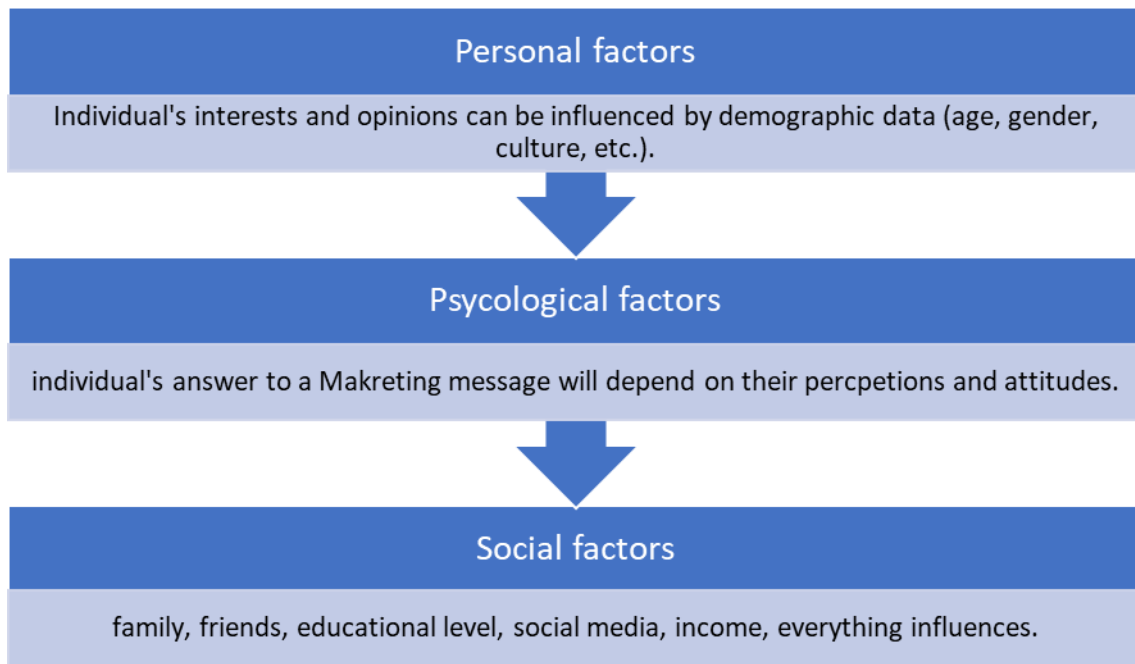 Personal factors
Individual's interests and opinions can be influenced by demographic data (age, gender,
culture, etc.).
Psycological factors
individual's answer to a Makreting message will depend on their percpetions and attitudes.
Social factors
family, friends, educational level, social media, income, everything influences.